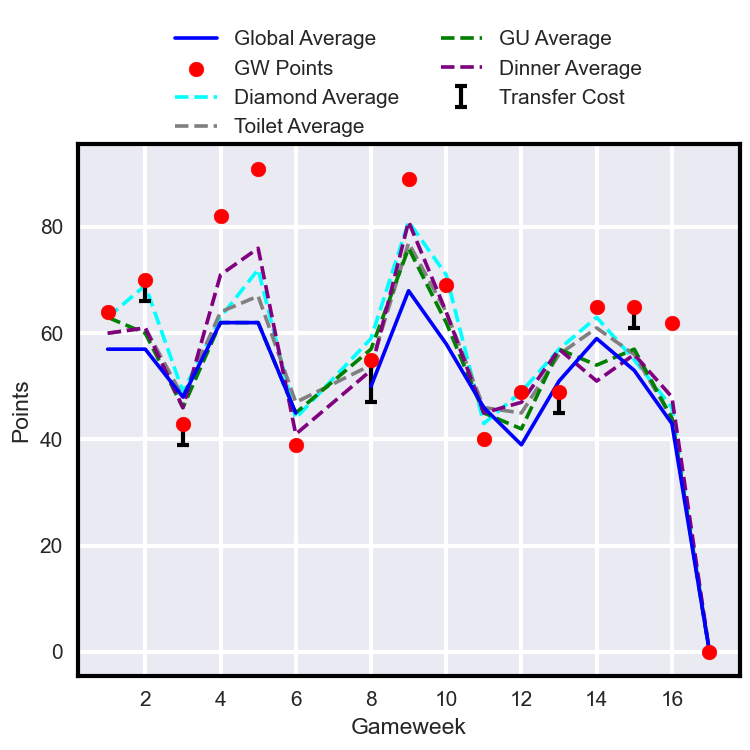 Global Average
GW Points
Diamond Average
Toilet Average
GU Average
Dinner Average
Transfer Cost
Points
80
60
40
20
0
2 4 6 8 10 12 14 16
Gameweek